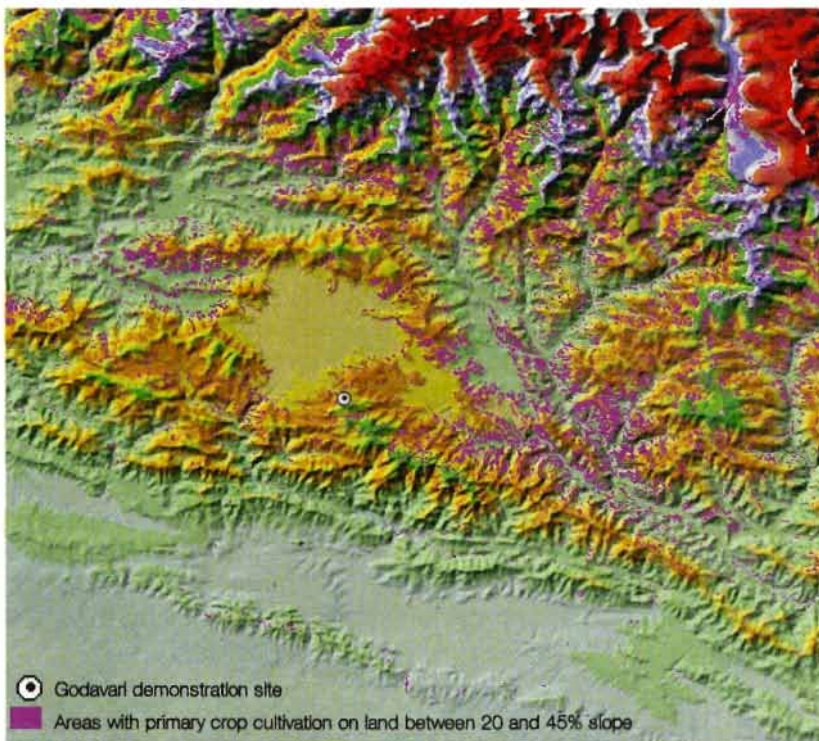 Godavari demonstration site
Areas with primary crop cultivation on land between 20 and 45% slope